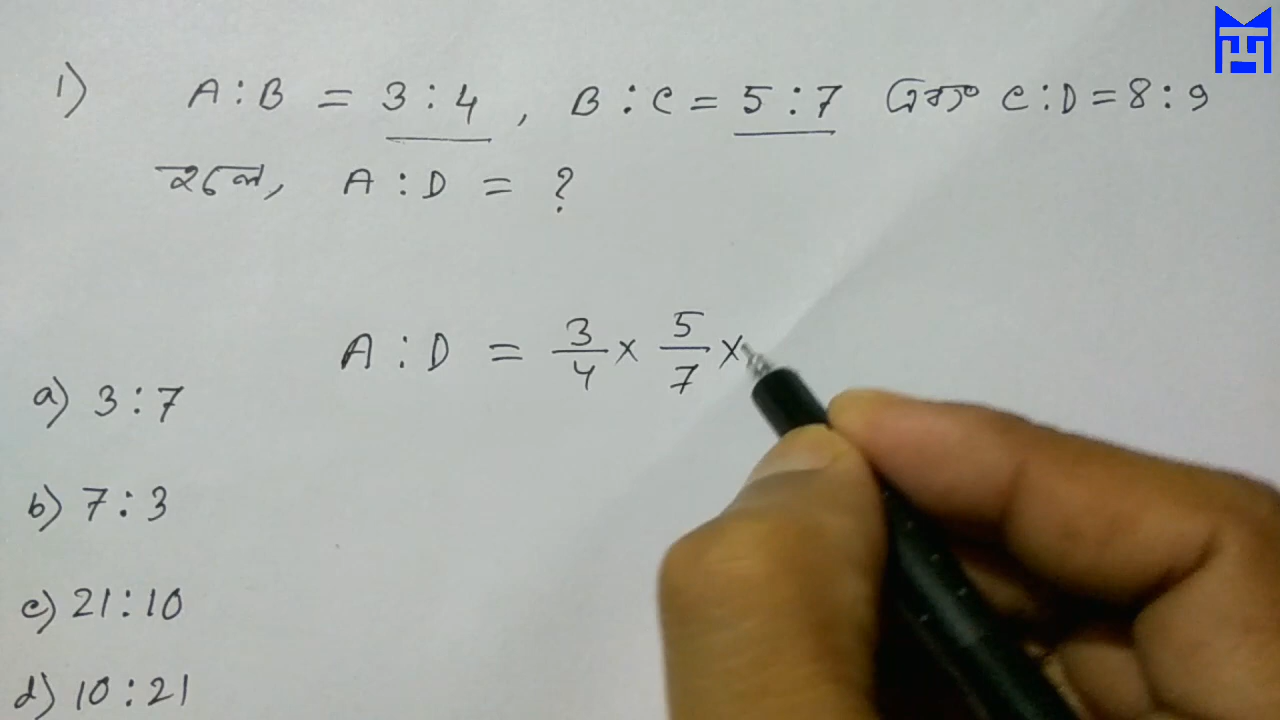 1) A : B = 3 : 4 , B : C = 5 : 7 এবং C : D = 8 : 9
হলে, A : D = ?
A : D = 3/4 × 5/7 ×
a) 3 : 7
b) 7 : 3
c) 21 : 10
d) 10 : 21